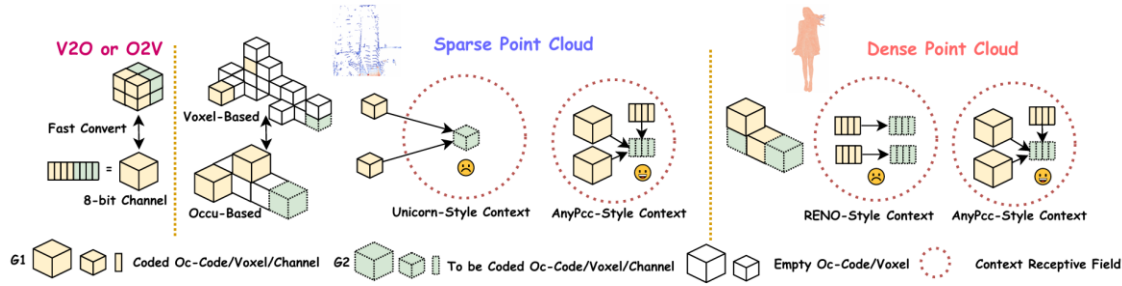 V2O or O2V
Fast Convert
=
8-bit Channel
Voxel-Based
Occu-Based
Sparse Point Cloud
Unicorn-Style Context
AnyPcc-Style Context
Dense Point Cloud
RENO-Style Context
AnyPcc-Style Context
G1
Coded Oc-Code/Voxel/Channel
G2
To be Coded Oc-Code/Voxel/Channel
Empty Oc-Code/Voxel
Context Receptive Field